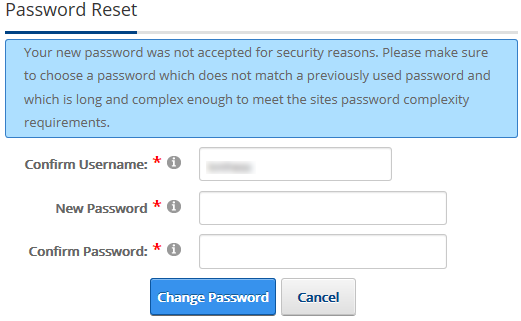 Password Reset
Your new password was not accepted for security reasons. Please make sure
to choose a password which does not match a previously used password and
which is long and complex enough to meet the sites password complexity
requirements.
Confirm Username: *
New Password *
Confirm Password: *
Change Password Cancel